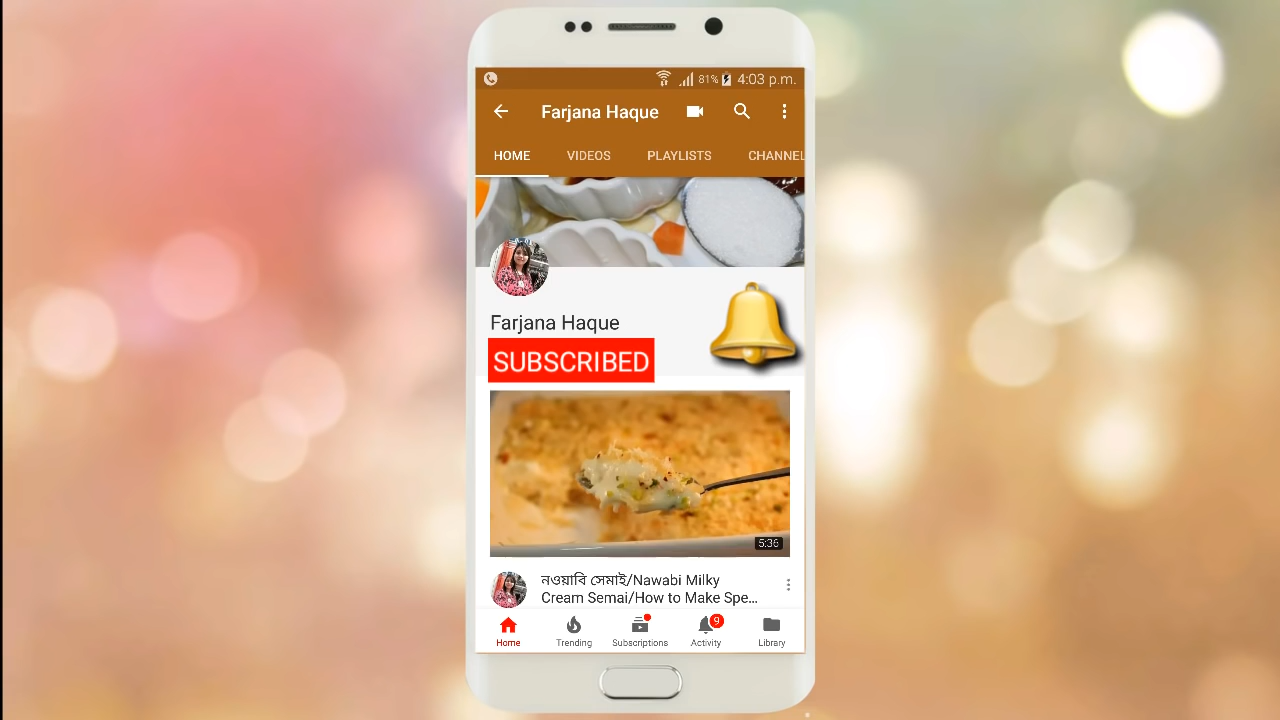 81% 4:03 p.m.
Farjana Haque
HOME VIDEOS PLAYLISTS CHANNEL
Farjana Haque
SUBSCRIBED
5:36
নওয়াবি সেমাই/Nawabi Milky
Cream Semai/How to Make Spe...
9
Home Trending Subscriptions Activity Library